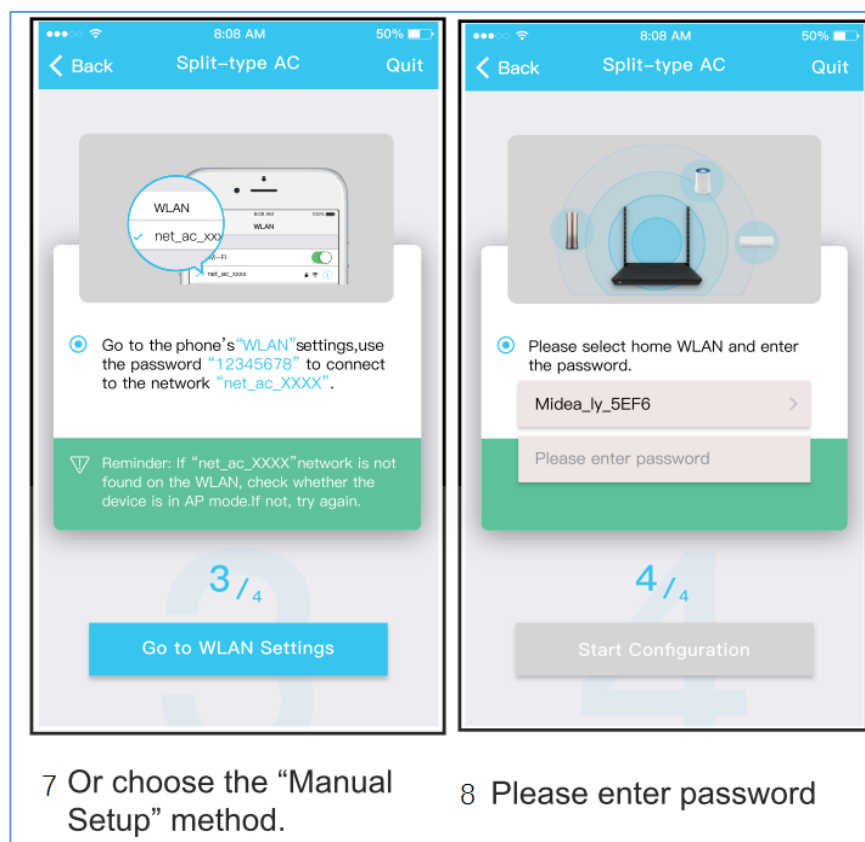 8:08 AM
50%
Back
Split-type AC
Quit
WLAN
net_ac_xxx
8:08 AM
100%
WLAN
Wi-Fi
net_ac_xxxx
Go to the phone's“WLAN”settings,use
the password “12345678” to connect
to the network “net_ac_XXXX”.
Reminder: If “net_ac_XXXX”network is not
found on the WLAN, check whether the
device is in AP mode.If not, try again.
3/4
Go to WLAN Settings
7 Or choose the “Manual
Setup” method.
8:08 AM
50%
Back
Split-type AC
Quit
Please select home WLAN and enter
the password.
Midea_ly_5EF6
Please enter password
4/4
Start Configuration
8 Please enter password